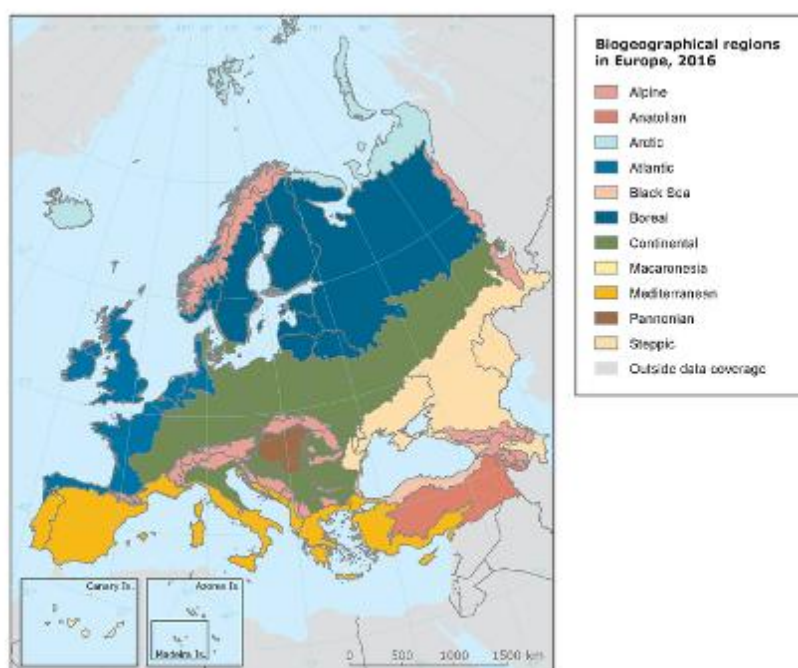 Biogeographical regions
in Europe, 2016
Alpine
Anatolian
Arctic
Atlantic
Black Sea
Boreal
Continental
Macaronesia
Mediterranean
Pannonian
Steppic
Outside data coverage
Canary Is.
Azores Is.
Madeira Is.
0 500 1000 1500 km